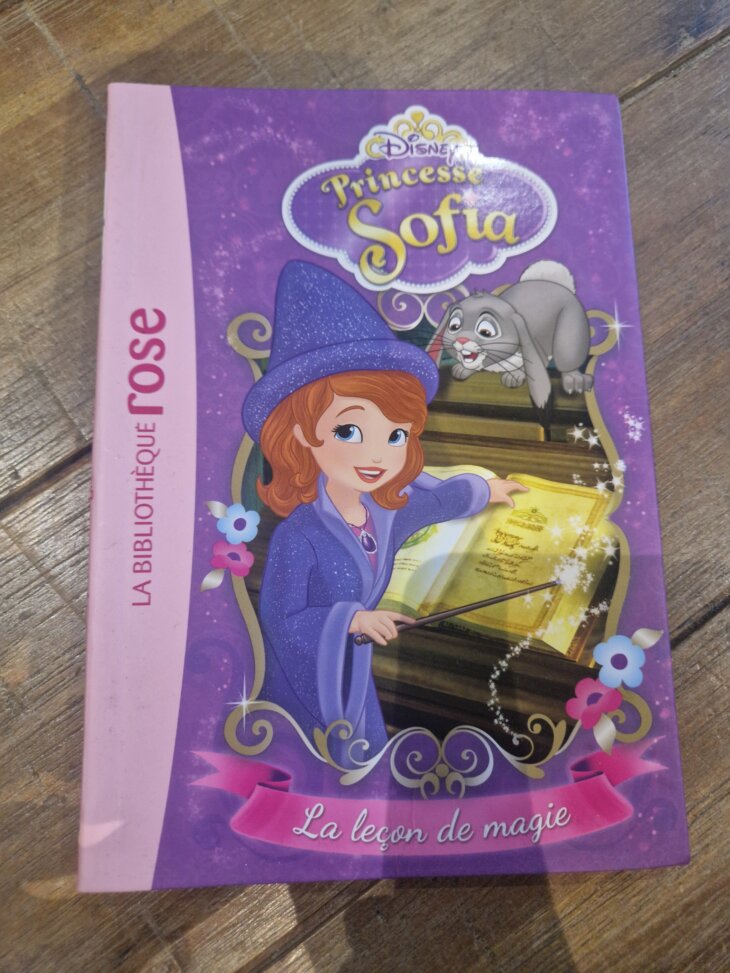 Disney
Princesse
Sofia
LA BIBLIOTHÈQUE rose
La leçon de magie